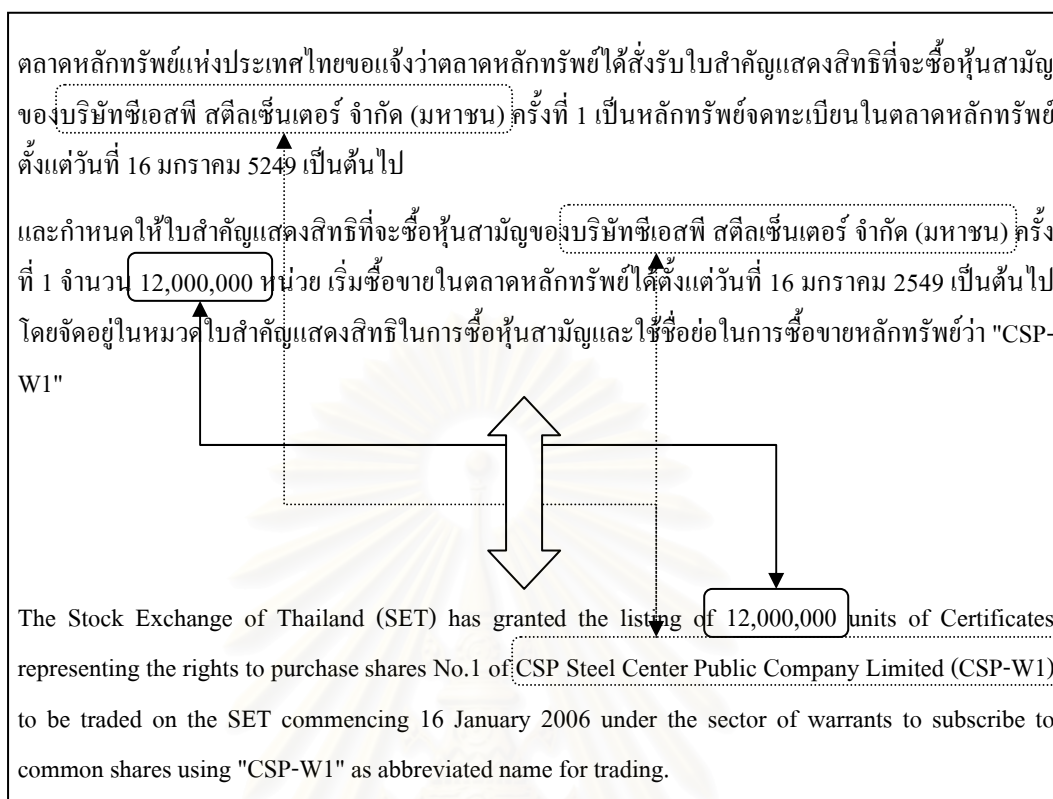 ตลาดหลักทรัพย์แห่งประเทศไทยขอแจ้งว่าตลาดหลักทรัพย์ได้สั่งรับใบสำคัญแสดงสิทธิที่จะซื้อหุ้นสามัญ
ของบริษัทซีเอสพี สตีลเซ็นเตอร์ จำกัด (มหาชน) ครั้งที่ 1 เป็นหลักทรัพย์จดทะเบียนในตลาดหลักทรัพย์
ตั้งแต่วันที่ 16 มกราคม 5249 เป็นต้นไป
และกำหนดให้ใบสำคัญแสดงสิทธิที่จะซื้อหุ้นสามัญของบริษัทซีเอสพี สตีลเซ็นเตอร์ จำกัด (มหาชน) ครั้ง
ที่ 1 จำนวน 12,000,000 หน่วย เริ่มซื้อขายในตลาดหลักทรัพย์ได้ตั้งแต่วันที่ 16 มกราคม 2549 เป็นต้นไป
โดยจัดอยู่ในหมวดใบสำคัญแสดงสิทธิในการซื้อหุ้นสามัญและใช้ชื่อย่อในการซื้อขายหลักทรัพย์ว่า "CSP-
W1"
The Stock Exchange of Thailand (SET) has granted the listing of 12,000,000 units of Certificates
representing the rights to purchase shares No.1 of CSP Steel Center Public Company Limited (CSP-W1)
to be traded on the SET commencing 16 January 2006 under the sector of warrants to subscribe to
common shares using "CSP-W1" as abbreviated name for trading.